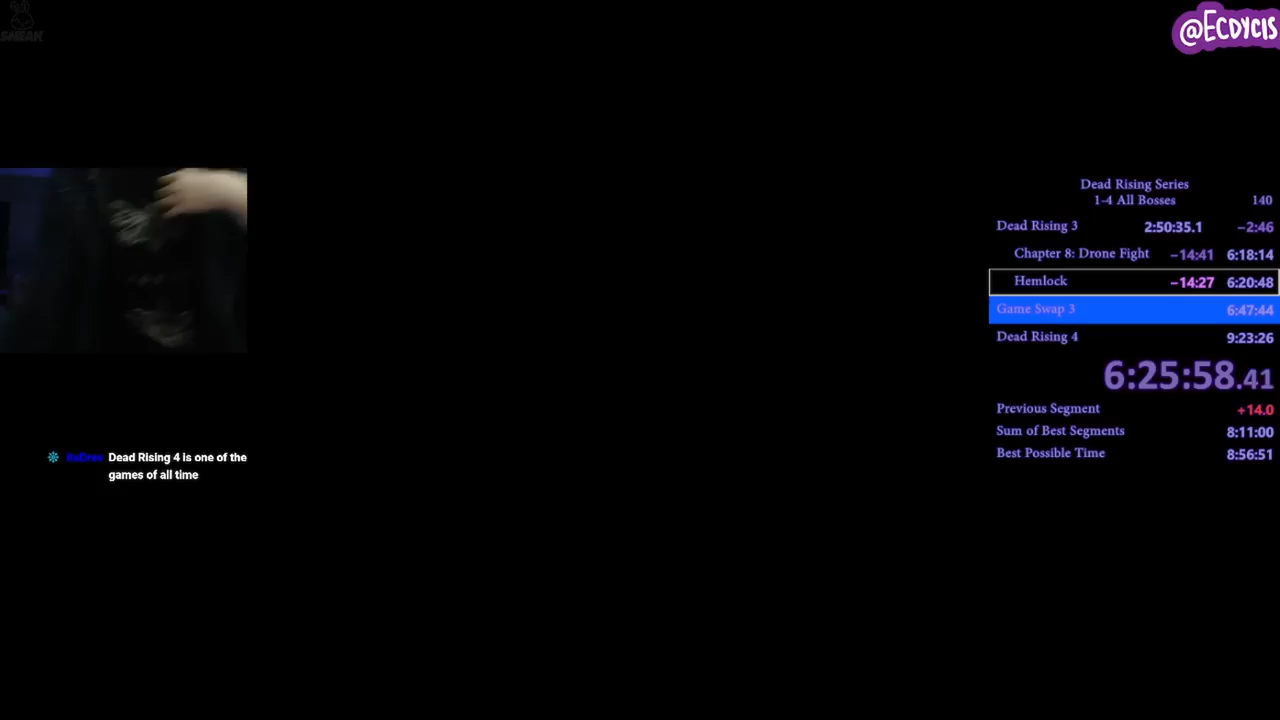 SNEAK
@ECDYCIS
Dead Rising Series
1-4 All Bosses 140
Dead Rising 3 2:50:35.1 −2:46
Chapter 8: Drone Fight −14:41 6:18:14
Hemlock −14:27 6:20:48
Game Swap 3 6:47:44
Dead Rising 4 9:23:26
6:25:58.41
Previous Segment +14.0
Sum of Best Segments 8:11:00
Best Possible Time 8:56:51
Dead Rising 4 is one of the
games of all time